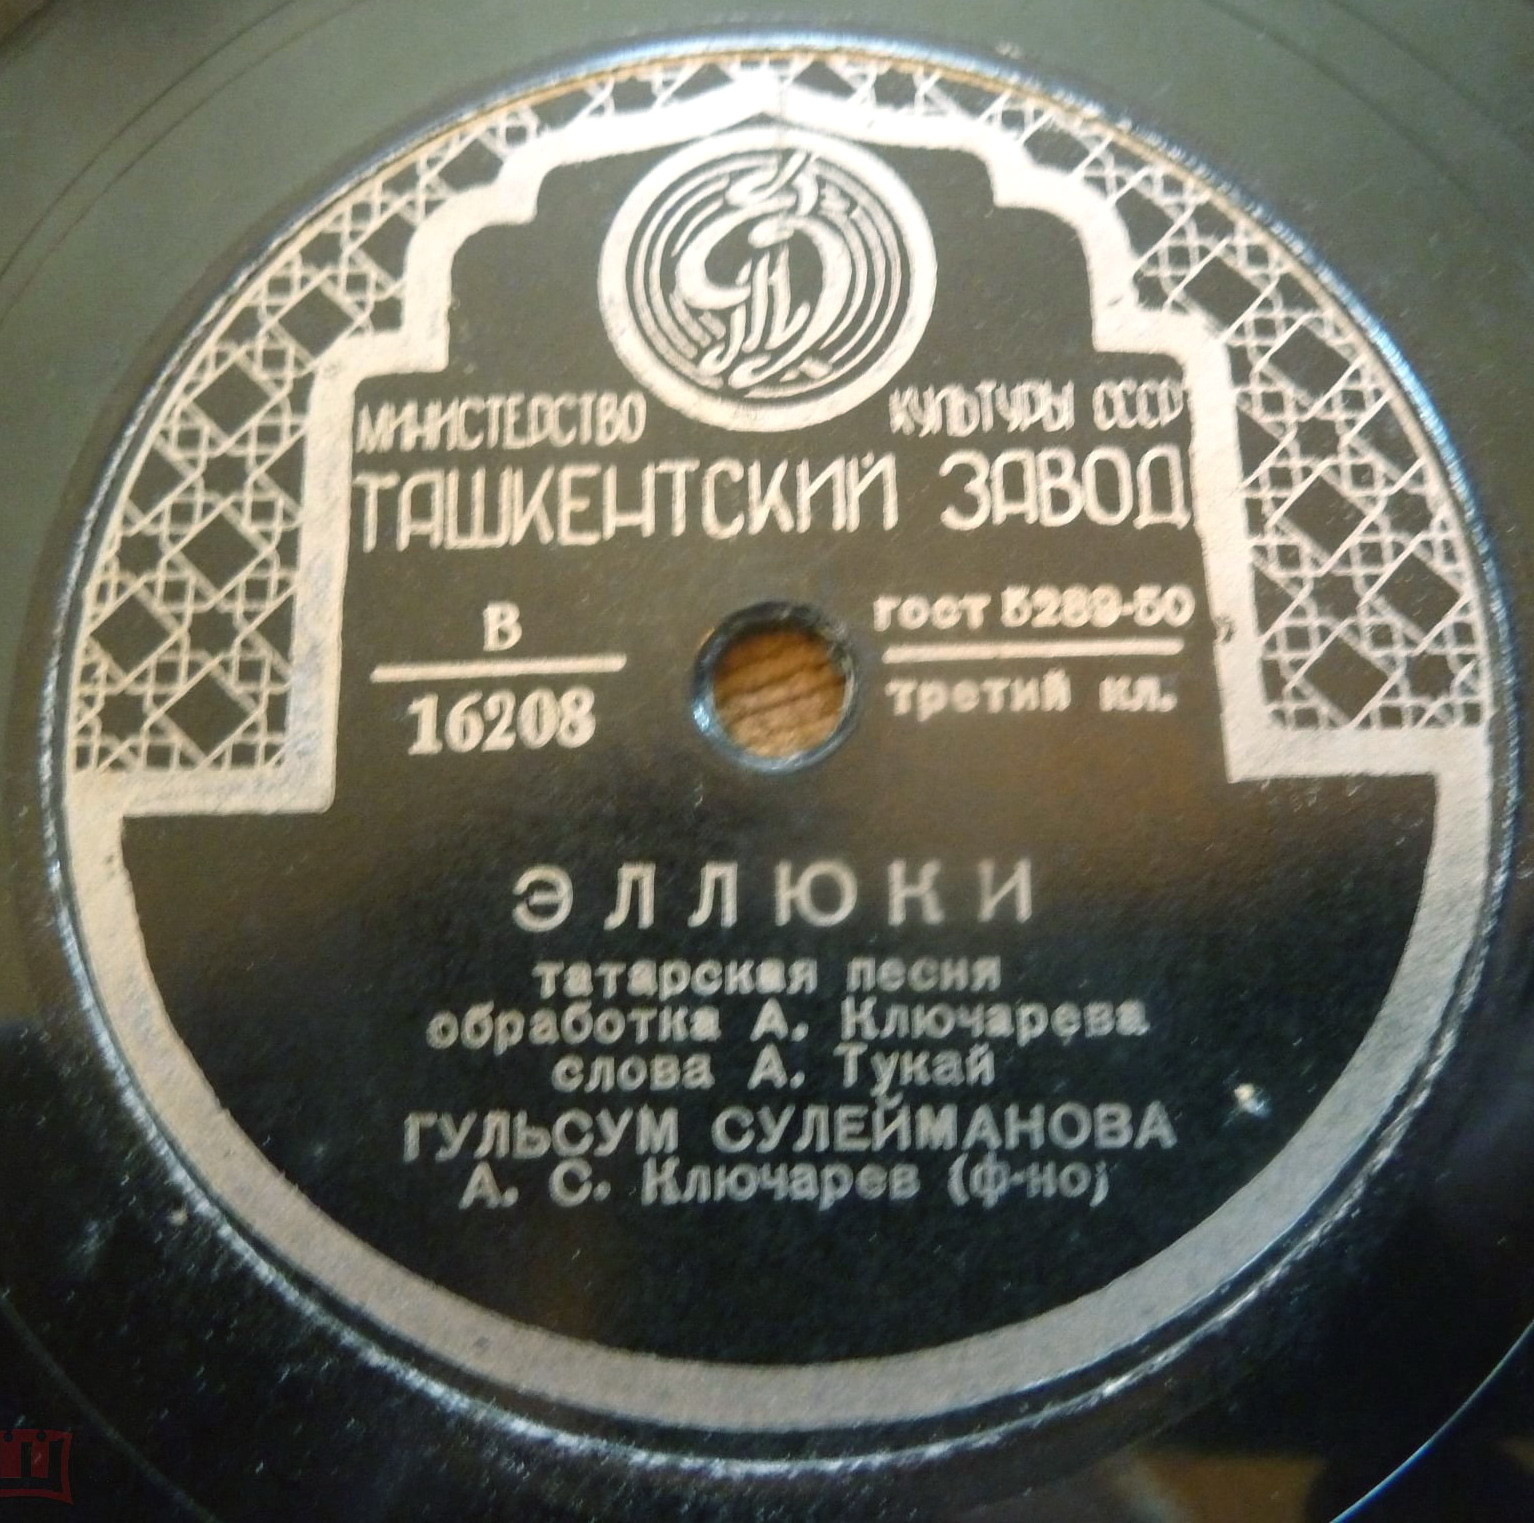 МИНИСТЕРСТВО КУЛЬТУРЫ СССР
ТАШКЕНТСКИЙ ЗАВОД
В
16208
гост 5289-50
третий кл.
ЭЛЛЮКИ
татарская песня
обработка А. Ключарева
слова А. Тукай
ГУЛЬСУМ СУЛЕЙМАНОВА
А. С. Ключарев (ф-но)